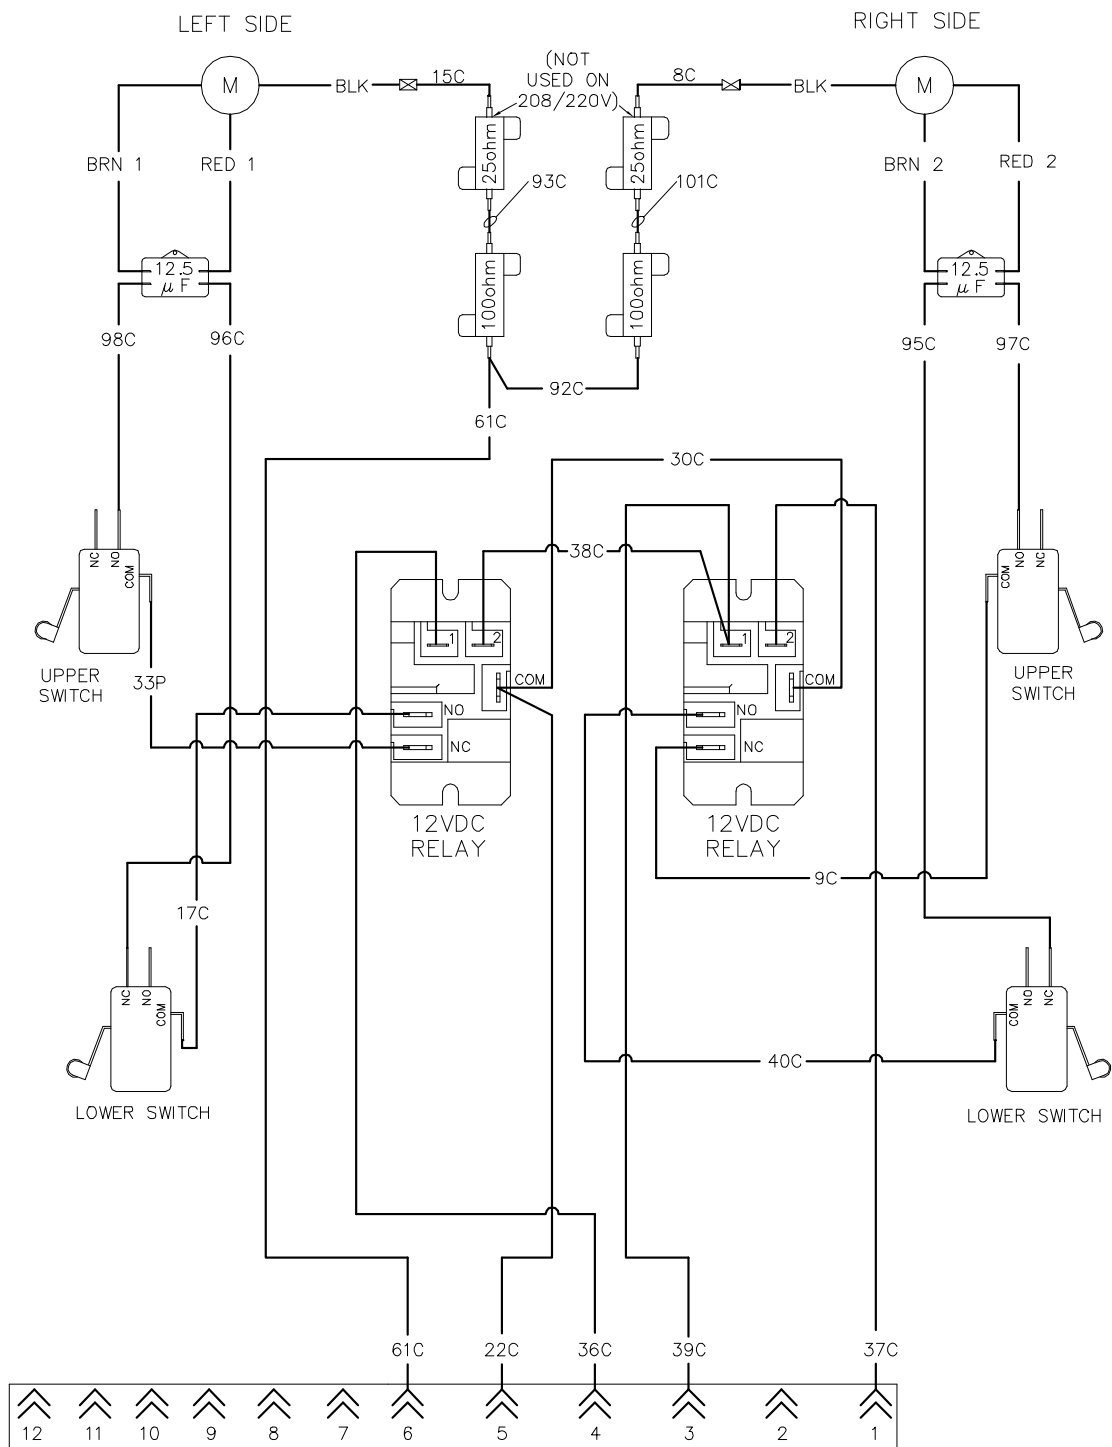 LEFT SIDE
RIGHT SIDE
M
BLK
15C
(NOT
USED ON
208/220V)
8C
BLK
M
BRN 1
RED 1
25ohm
25ohm
BRN 2
RED 2
93C
101C
12.5
µF
100ohm
100ohm
12.5
µF
98C
96C
95C
97C
92C
61C
30C
38C
NC
NO
COM
UPPER
SWITCH
33P
1
2
COM
NO
NC
12VDC
RELAY
1
2
COM
NO
NC
12VDC
RELAY
COM
NO
NC
UPPER
SWITCH
9C
17C
NC
NO
COM
LOWER SWITCH
40C
COM
NO
NC
LOWER SWITCH
61C
22C
36C
39C
37C
12
11
10
9
8
7
6
5
4
3
2
1